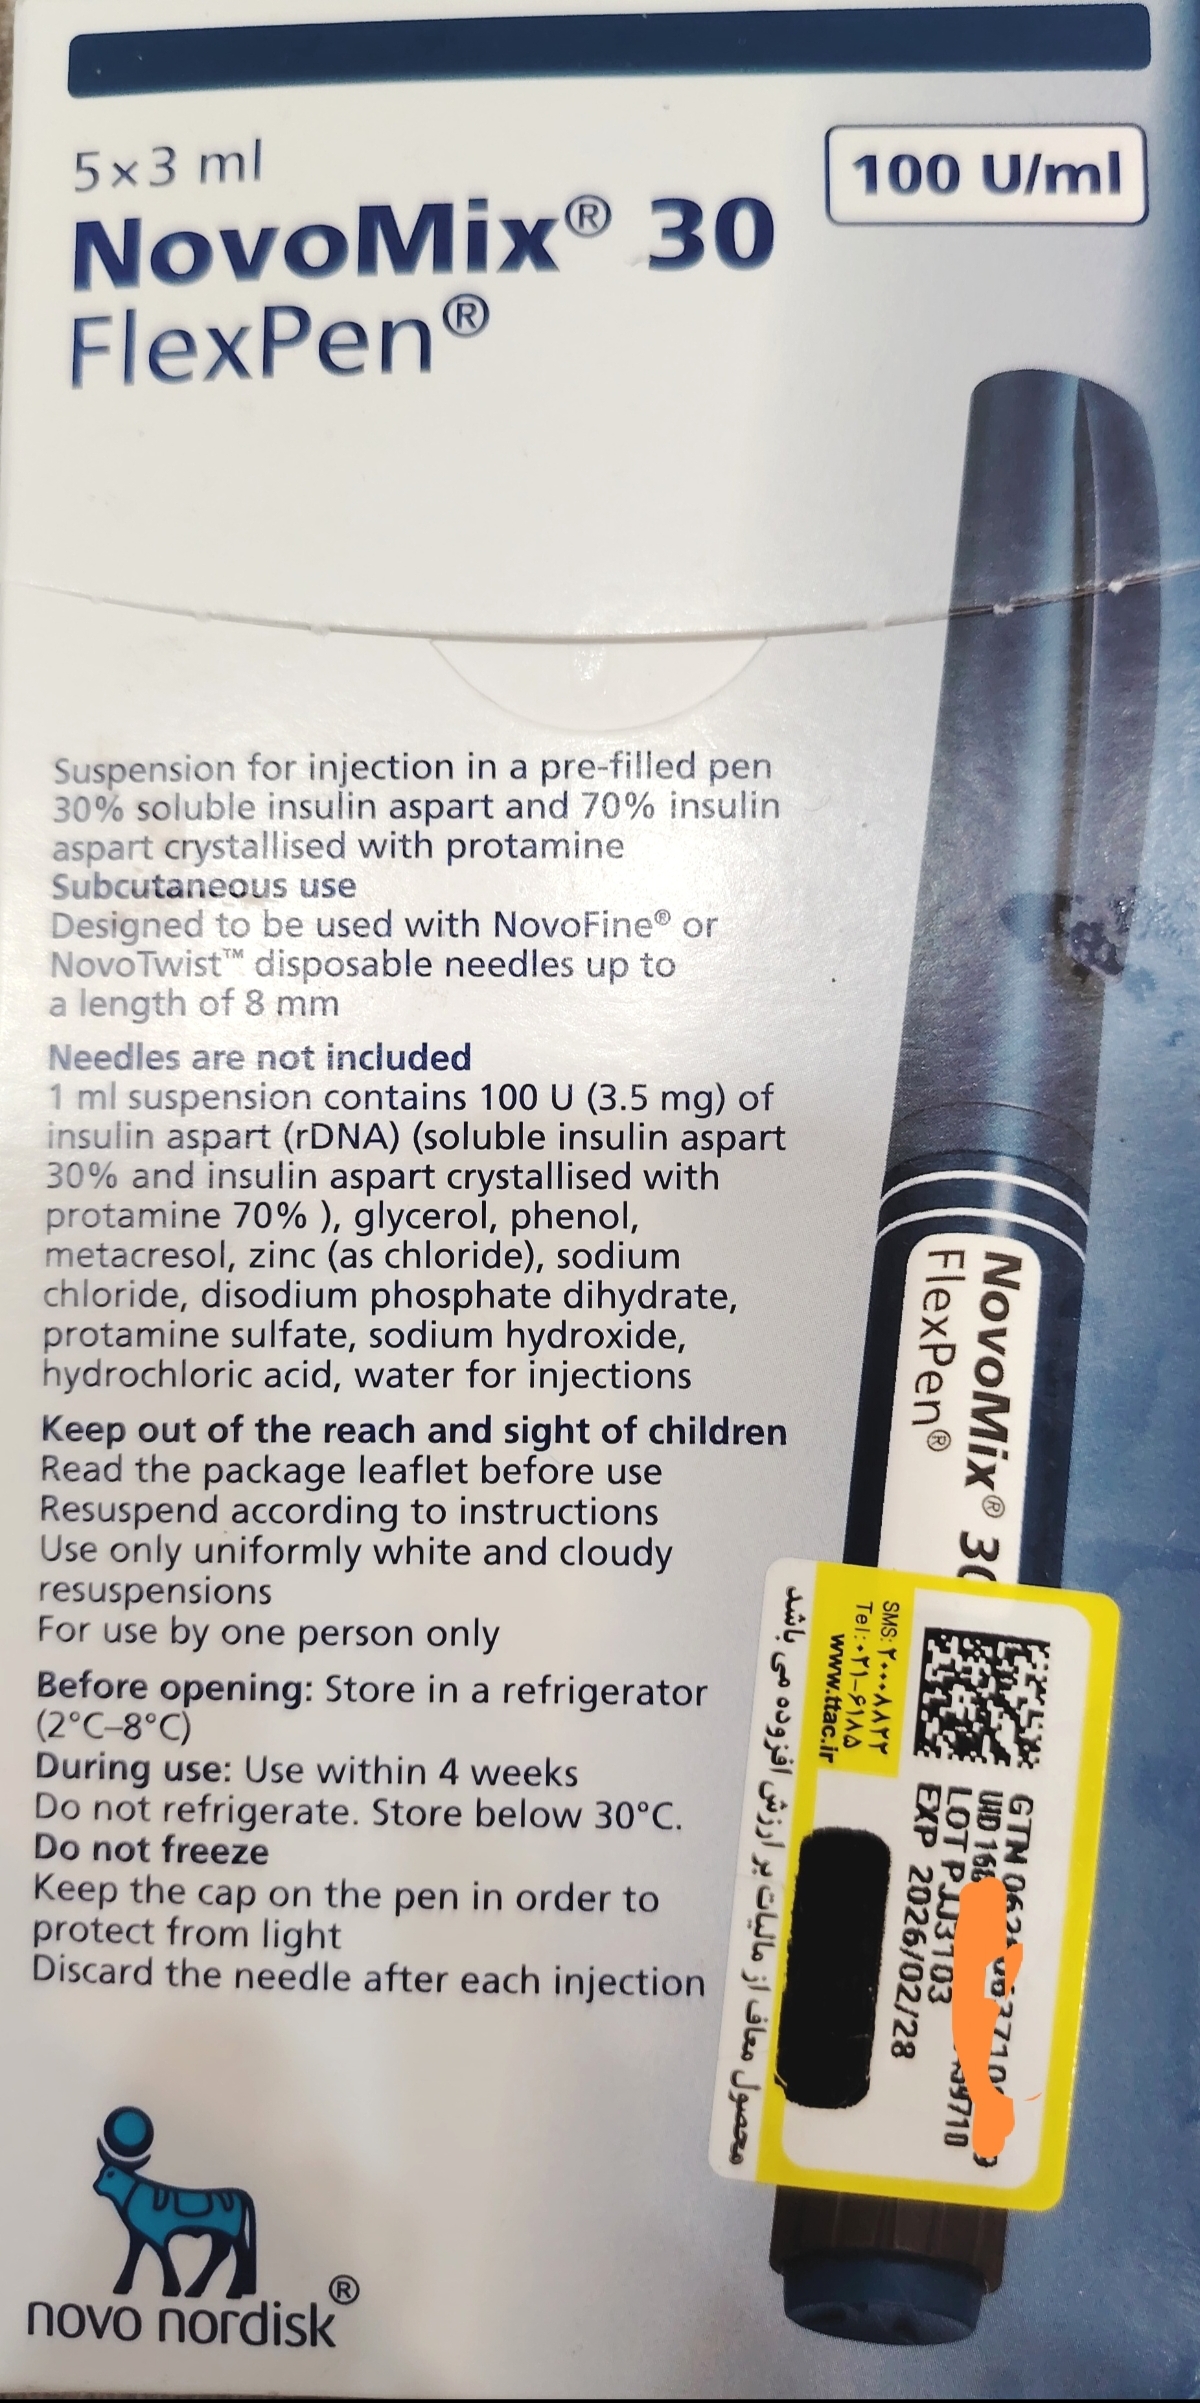 5×3 ml
100 U/ml
NovoMix® 30
FlexPen®
Suspension for injection in a pre-filled pen
30% soluble insulin aspart and 70% insulin
aspart crystallised with protamine
Subcutaneous use
Designed to be used with NovoFine® or
NovoTwist™ disposable needles up to
a length of 8 mm
Needles are not included
1 ml suspension contains 100 U (3.5 mg) of
insulin aspart (rDNA) (soluble insulin aspart
30% and insulin aspart crystallised with
protamine 70% ), glycerol, phenol,
metacresol, zinc (as chloride), sodium
chloride, disodium phosphate dihydrate,
protamine sulfate, sodium hydroxide,
hydrochloric acid, water for injections
Keep out of the reach and sight of children
Read the package leaflet before use
Resuspend according to instructions
Use only uniformly white and cloudy
resuspensions
For use by one person only
Before opening: Store in a refrigerator
(2°C–8°C)
During use: Use within 4 weeks
Do not refrigerate. Store below 30°C.
Do not freeze
Keep the cap on the pen in order to
protect from light
Discard the needle after each injection
novo nordisk®
NovoMix® 30
FlexPen®
GTN
UID
LOT PJJ3103
EXP 2026/02/28
SMS: ۲۰۰۰۸۸۲۲
Tel:۰۲۱-۶۱۸۵
www.ttac.ir
محصول معاف از مالیات بر ارزش افزوده می باشد